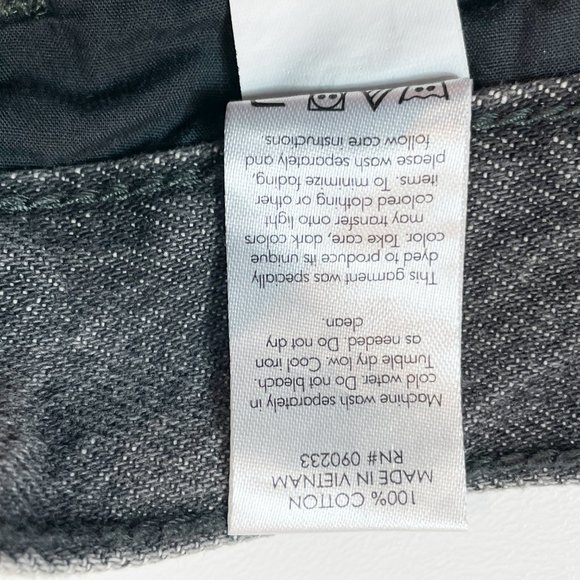 100% COTTON
MADE IN VIETNAM
RN# 090233
Machine wash separately in
cold water. Do not bleach.
Tumble dry low. Cool iron
as needed. Do not dry
clean.
This garment was specially
dyed to produce its unique
color. Take care, dark colors
may transfer onto light
colored clothing or other
items. To minimize fading,
please wash separately and
follow care instructions.